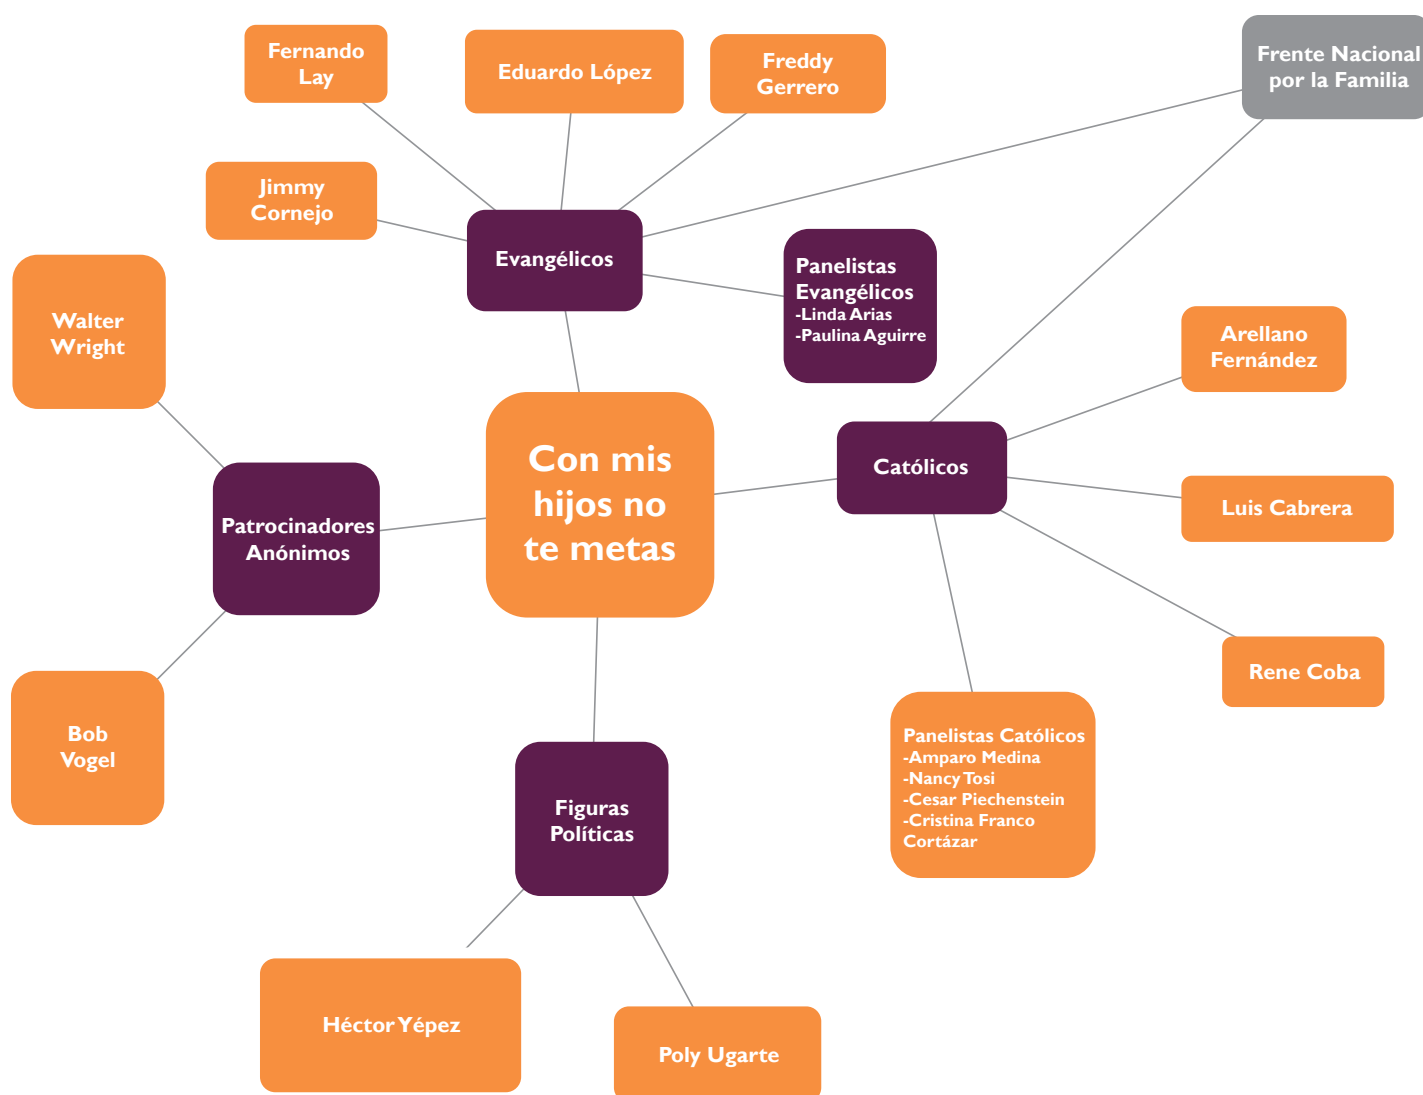 Fernando
Lay
Eduardo López
Freddy
Gerrero
Frente Nacional
por la Familia
Jimmy
Cornejo
Evangélicos
Panelistas
Evangélicos
-Linda Arias
-Paulina Aguirre
Walter
Wright
Arellano
Fernández
Con mis
hijos no
te metas
Católicos
Luis Cabrera
Patrocinadores
Anónimos
Rene Coba
Bob
Vogel
Panelistas Católicos
-Amparo Medina
-Nancy Tosi
-Cesar Piechenstein
-Cristina Franco
Cortázar
Figuras
Políticas
Héctor Yépez
Poly Ugarte